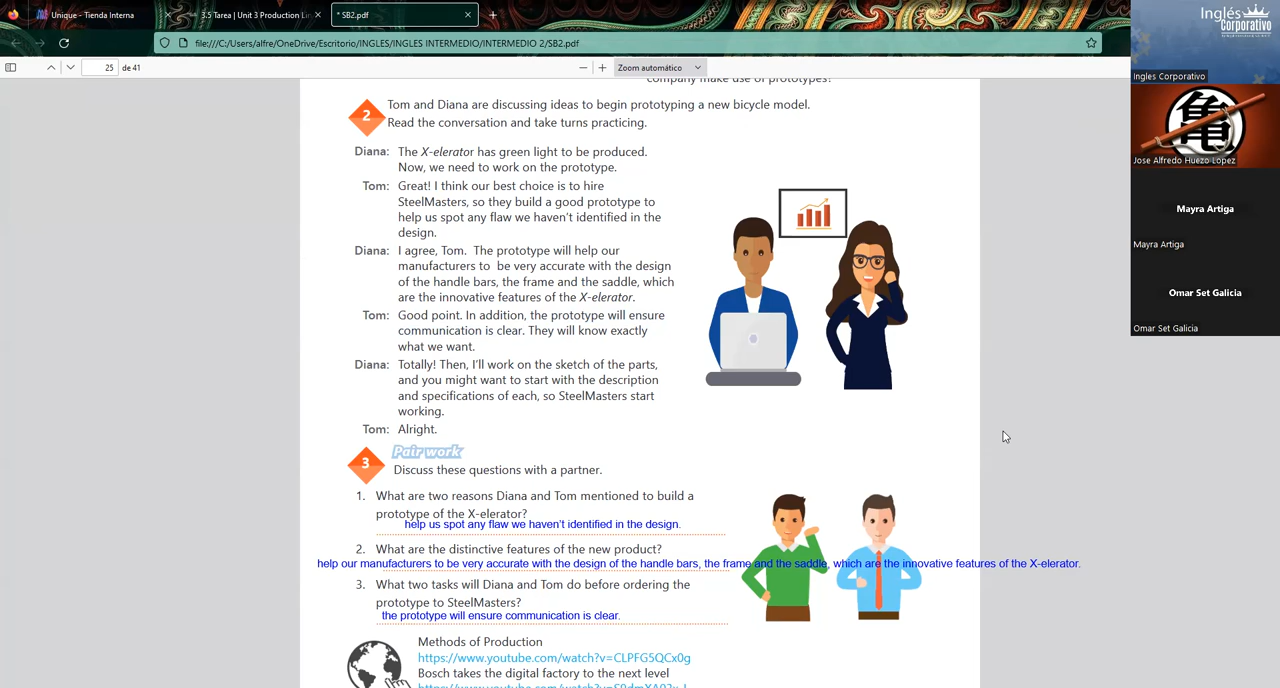 Unique - Tienda Interna
3.5 Tarea | Unit 3 Production Lin
* SB2.pdf
file:///C:/Users/alfre/OneDrive/Escritorio/INGLES/INGLES INTERMEDIO/INTERMEDIO 2/SB2.pdf
25 de 41
Zoom automático
company make use of prototypes?
2
Tom and Diana are discussing ideas to begin prototyping a new bicycle model.
Read the conversation and take turns practicing.
Diana: The X-elerator has green light to be produced.
Now, we need to work on the prototype.
Tom: Great! I think our best choice is to hire
SteelMasters, so they build a good prototype to
help us spot any flaw we haven't identified in the
design.
Diana: I agree, Tom. The prototype will help our
manufacturers to be very accurate with the design
of the handle bars, the frame and the saddle, which
are the innovative features of the X-elerator.
Tom: Good point. In addition, the prototype will ensure
communication is clear. They will know exactly
what we want.
Diana: Totally! Then, I'll work on the sketch of the parts,
and you might want to start with the description
and specifications of each, so SteelMasters start
working.
Tom: Alright.
3
Pair work
Discuss these questions with a partner.
1. What are two reasons Diana and Tom mentioned to build a
prototype of the X-elerator?
help us spot any flaw we haven't identified in the design.
2. What are the distinctive features of the new product?
help our manufacturers to be very accurate with the design of the handle bars, the frame and the saddle, which are the innovative features of the X-elerator.
3. What two tasks will Diana and Tom do before ordering the
prototype to SteelMasters?
the prototype will ensure communication is clear.
Methods of Production
https://www.youtube.com/watch?v=CLPFG5QCx0g
Bosch takes the digital factory to the next level
Inglés
Corporativo
Ingles Corporativo
亀
Jose Alfredo Huezo Lopez
Mayra Artiga
Mayra Artiga
Omar Set Galicia
Omar Set Galicia